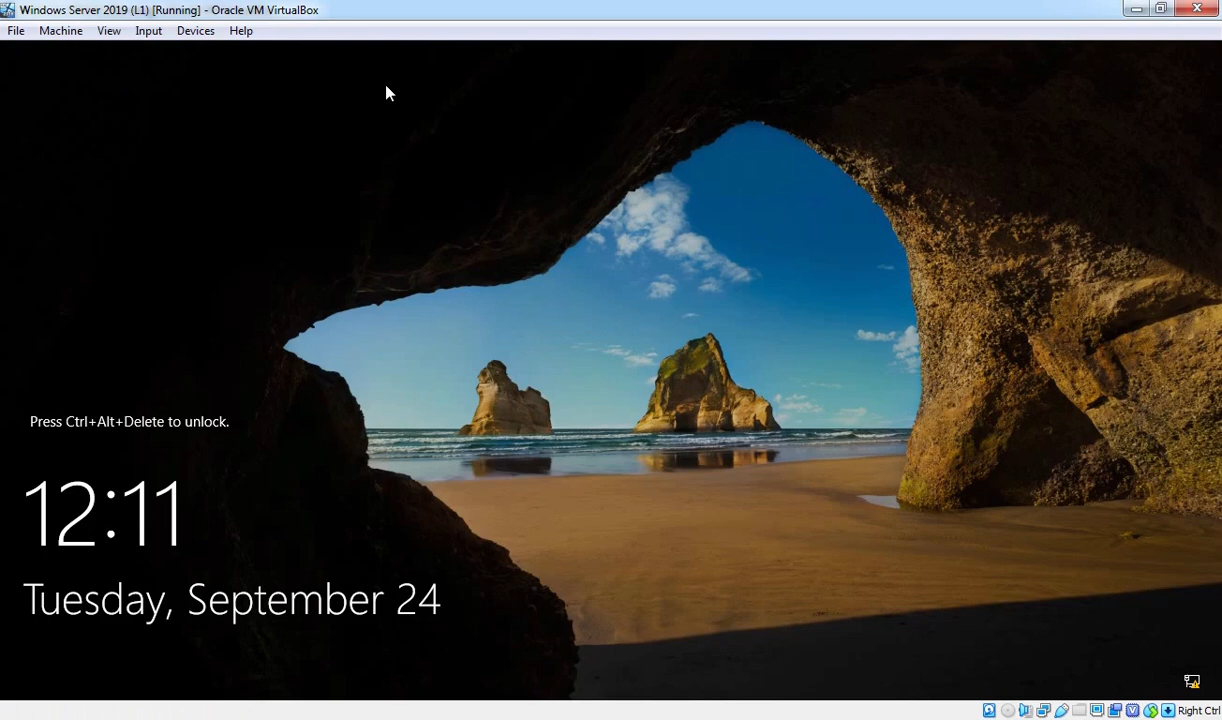 Windows Server 2019 (L1) [Running] - Oracle VM VirtualBox
File Machine View Input Devices Help
Press Ctrl+Alt+Delete to unlock.
12:11
Tuesday, September 24
Right Ctrl